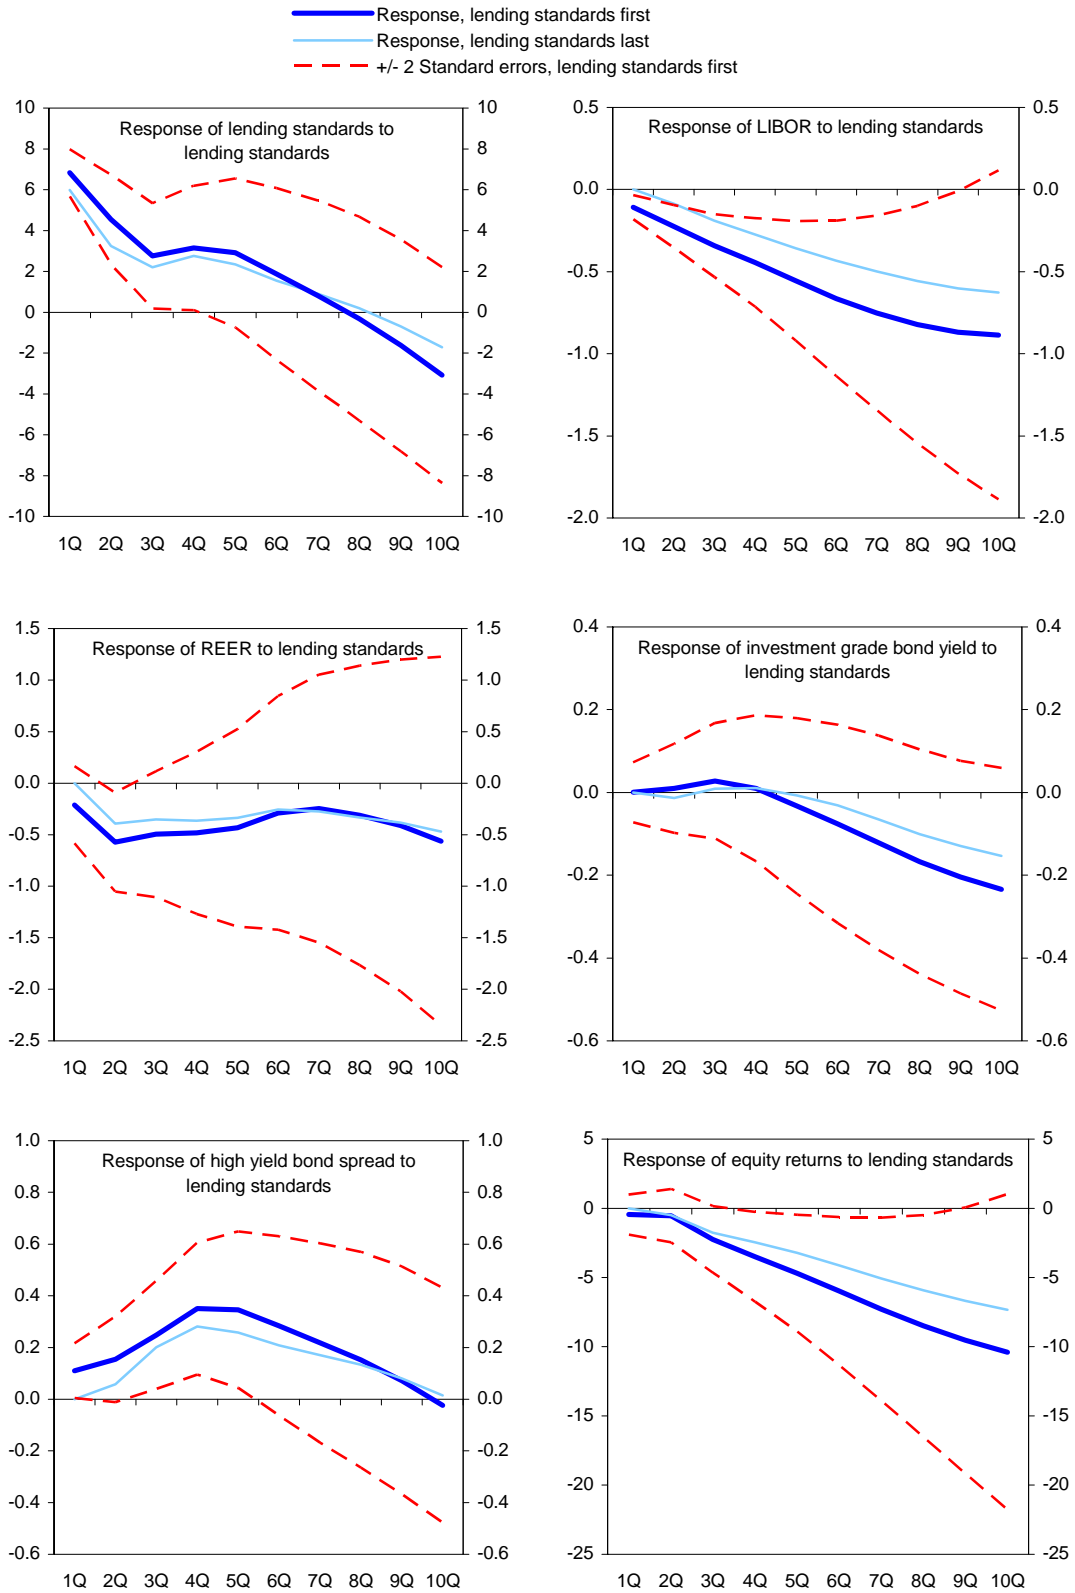 Response, lending standards first
Response, lending standards last
+/- 2 Standard errors, lending standards first
Response of lending standards to
lending standards
10 10
8 8
6 6
4 4
2 2
0 0
-2 -2
-4 -4
-6 -6
-8 -8
-10 -10
1Q 2Q 3Q 4Q 5Q 6Q 7Q 8Q 9Q 10Q
Response of LIBOR to lending standards
0.5 0.5
0.0 0.0
-0.5 -0.5
-1.0 -1.0
-1.5 -1.5
-2.0 -2.0
1Q 2Q 3Q 4Q 5Q 6Q 7Q 8Q 9Q 10Q
Response of REER to lending standards
1.5 1.5
1.0 1.0
0.5 0.5
0.0 0.0
-0.5 -0.5
-1.0 -1.0
-1.5 -1.5
-2.0 -2.0
-2.5 -2.5
1Q 2Q 3Q 4Q 5Q 6Q 7Q 8Q 9Q 10Q
Response of investment grade bond yield to
lending standards
0.4 0.4
0.2 0.2
0.0 0.0
-0.2 -0.2
-0.4 -0.4
-0.6 -0.6
1Q 2Q 3Q 4Q 5Q 6Q 7Q 8Q 9Q 10Q
Response of high yield bond spread to
lending standards
1.0 1.0
0.8 0.8
0.6 0.6
0.4 0.4
0.2 0.2
0.0 0.0
-0.2 -0.2
-0.4 -0.4
-0.6 -0.6
1Q 2Q 3Q 4Q 5Q 6Q 7Q 8Q 9Q 10Q
Response of equity returns to lending standards
5 5
0 0
-5 -5
-10 -10
-15 -15
-20 -20
-25 -25
1Q 2Q 3Q 4Q 5Q 6Q 7Q 8Q 9Q 10Q